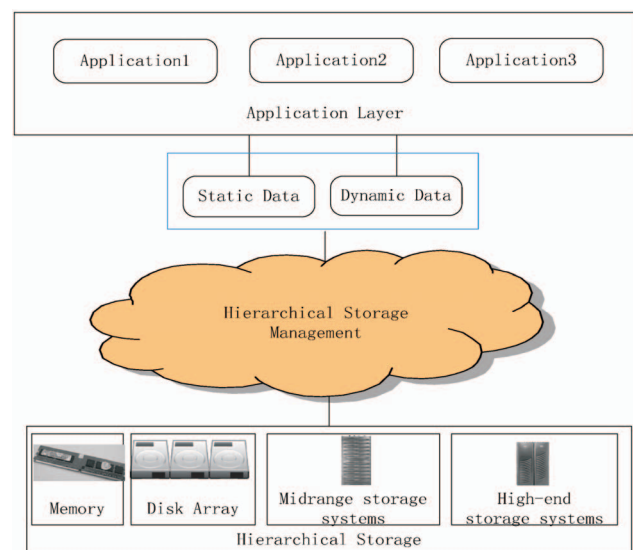 Application1 Application2 Application3
Application Layer
Static Data Dynamic Data
Hierarchical Storage
Management
Memory
Disk Array
Midrange storage
systems
High-end
storage systems
Hierarchical Storage